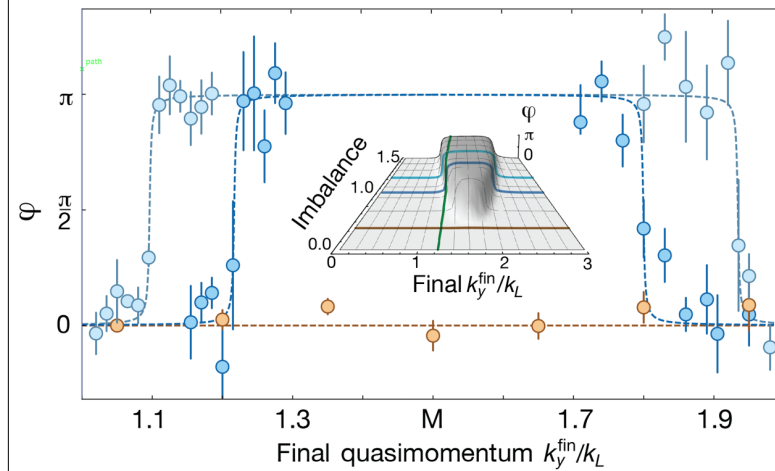 path
π
π/2
0
φ
1.1
1.3
M
1.7
1.9
Final quasimomentum k_y^fin/k_L
φ
π
0
Imbalance
1.5
1.0
0.0
0
1
2
3
Final k_y^fin/k_L